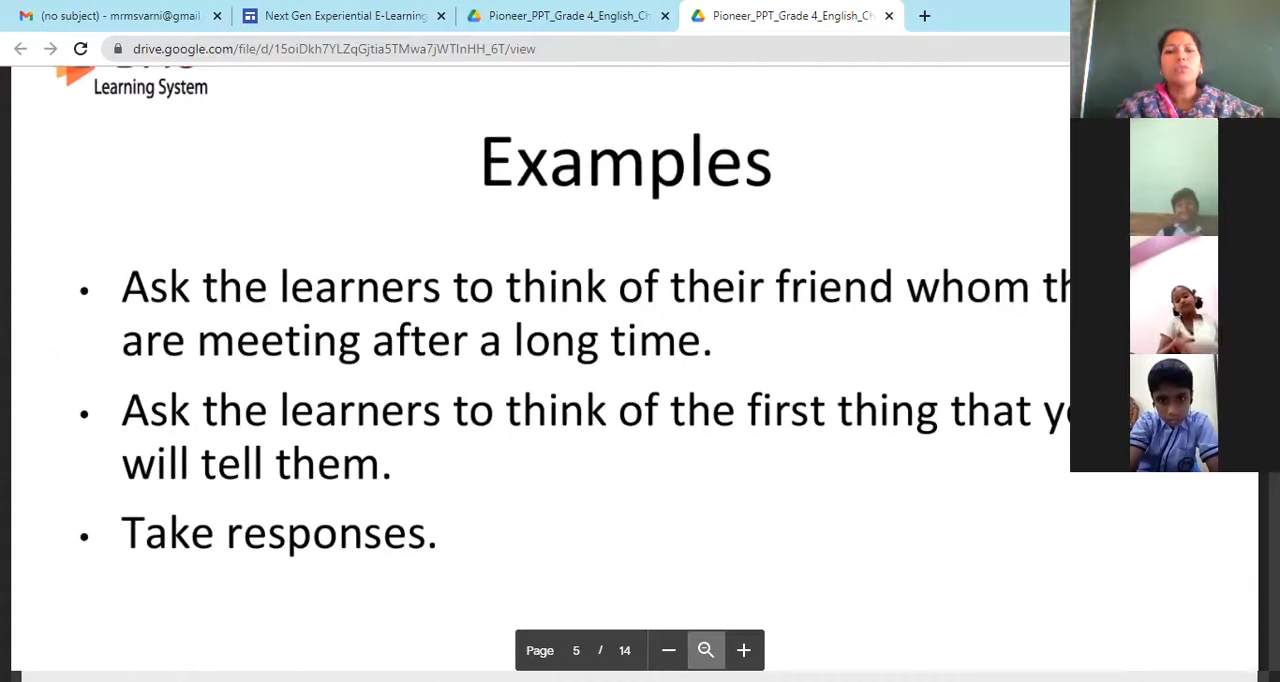 (no subject) - mrmsvarni@gmail
Next Gen Experiential E-Learning
Pioneer_PPT_Grade 4_English_Ch
Pioneer_PPT_Grade 4_English_Ch
drive.google.com/file/d/15oiDkh7YLZqGjtia5TMwa7jWTInHH_6T/view
Learning System
Examples
• Ask the learners to think of their friend whom
are meeting after a long time.
• Ask the learners to think of the first thing that
will tell them.
• Take responses.
Page 5 / 14